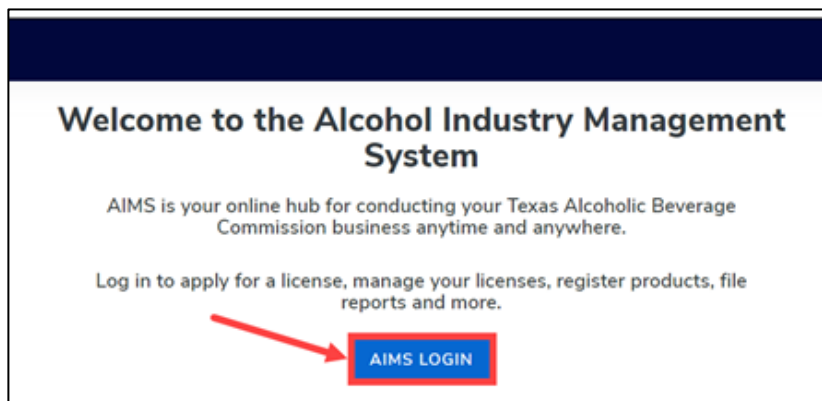 Welcome to the Alcohol Industry Management
System
AIMS is your online hub for conducting your Texas Alcoholic Beverage
Commission business anytime and anywhere.
Log in to apply for a license, manage your licenses, register products, file
reports and more.
AIMS LOGIN